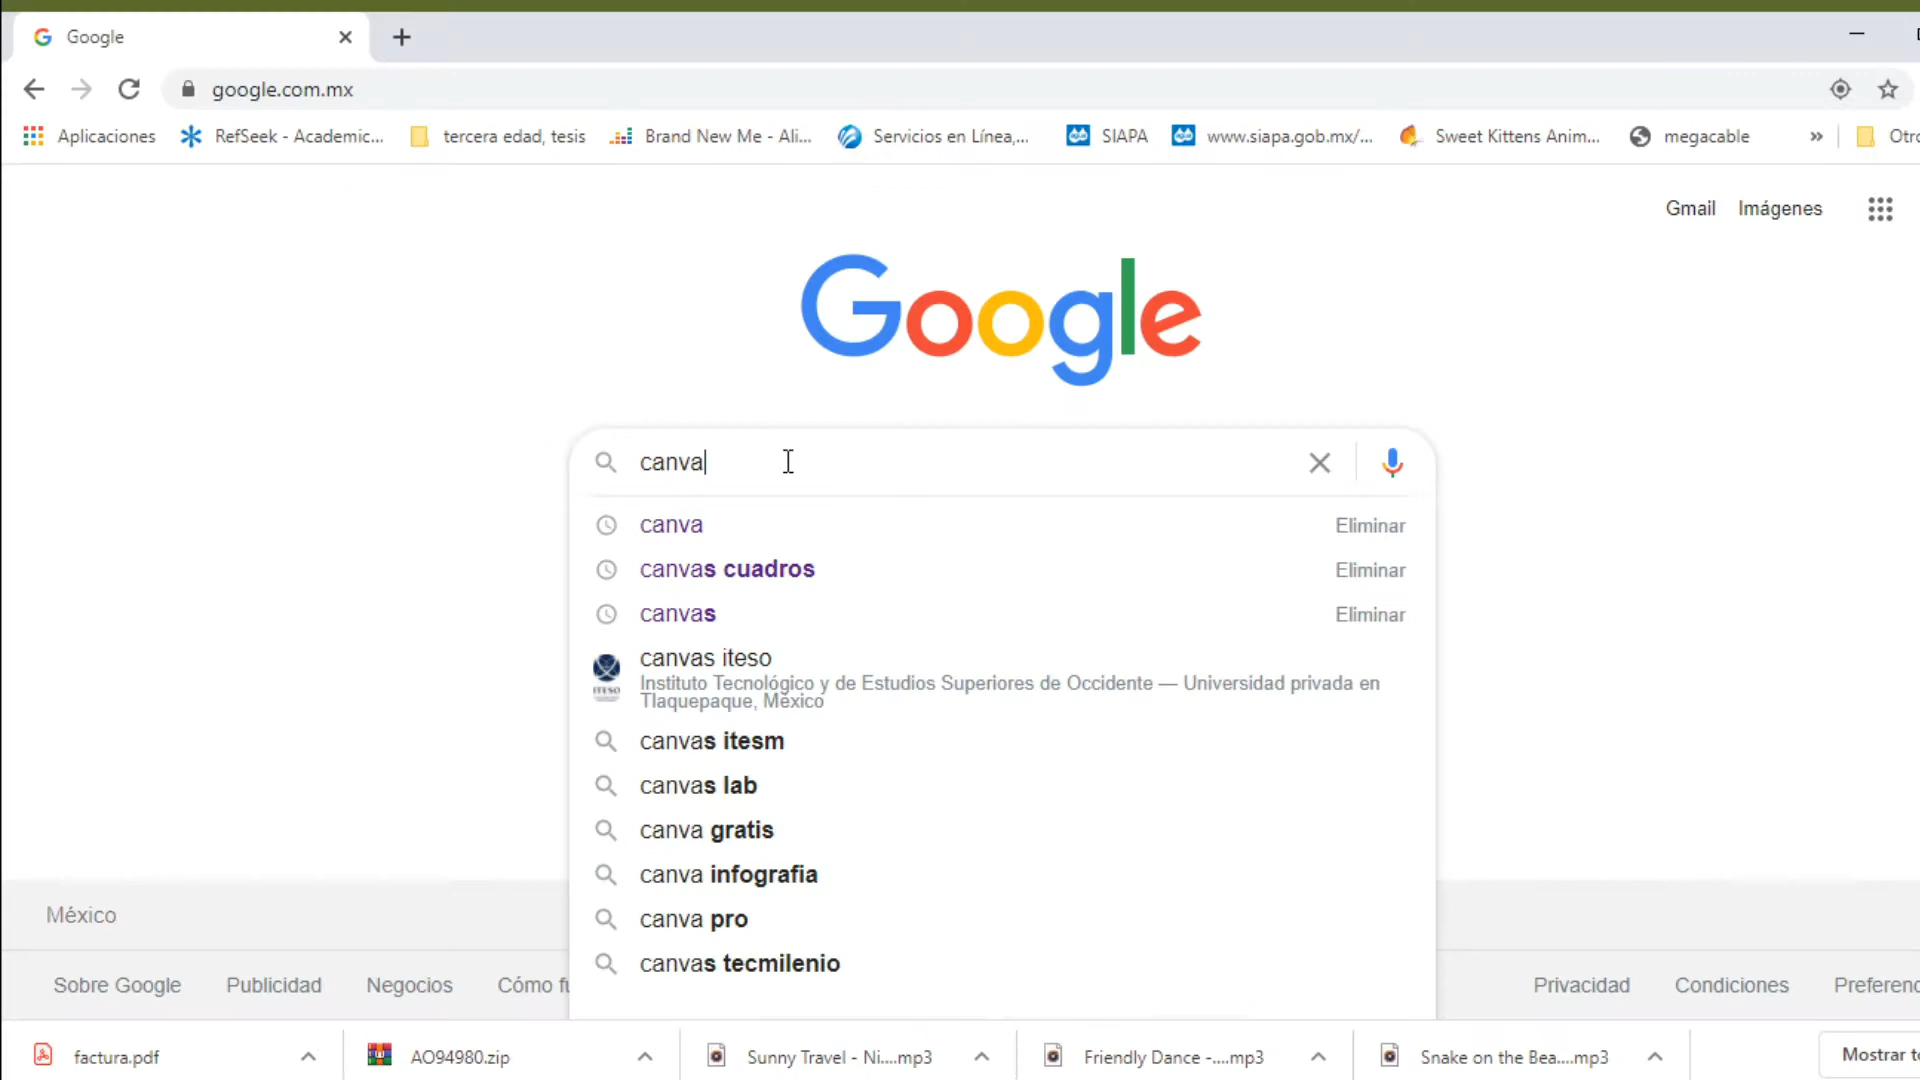 Google
google.com.mx
Aplicaciones RefSeek - Academic... tercera edad, tesis Brand New Me - Ali... Servicios en Línea,... SIAPA www.siapa.gob.mx/... Sweet Kittens Anim... megacable » Otro
Gmail Imágenes
Google
canva
canva Eliminar
canvas cuadros Eliminar
canvas Eliminar
canvas iteso
Instituto Tecnológico y de Estudios Superiores de Occidente — Universidad privada en
Tlaquepaque, México
ITESO
canvas itesm
canvas lab
canva gratis
canva infografia
canva pro
canvas tecmilenio
México
Sobre Google Publicidad Negocios Cómo fu Privacidad Condiciones Preferenc
factura.pdf AO94980.zip Sunny Travel - Ni....mp3 Friendly Dance -....mp3 Snake on the Bea....mp3 Mostrar to